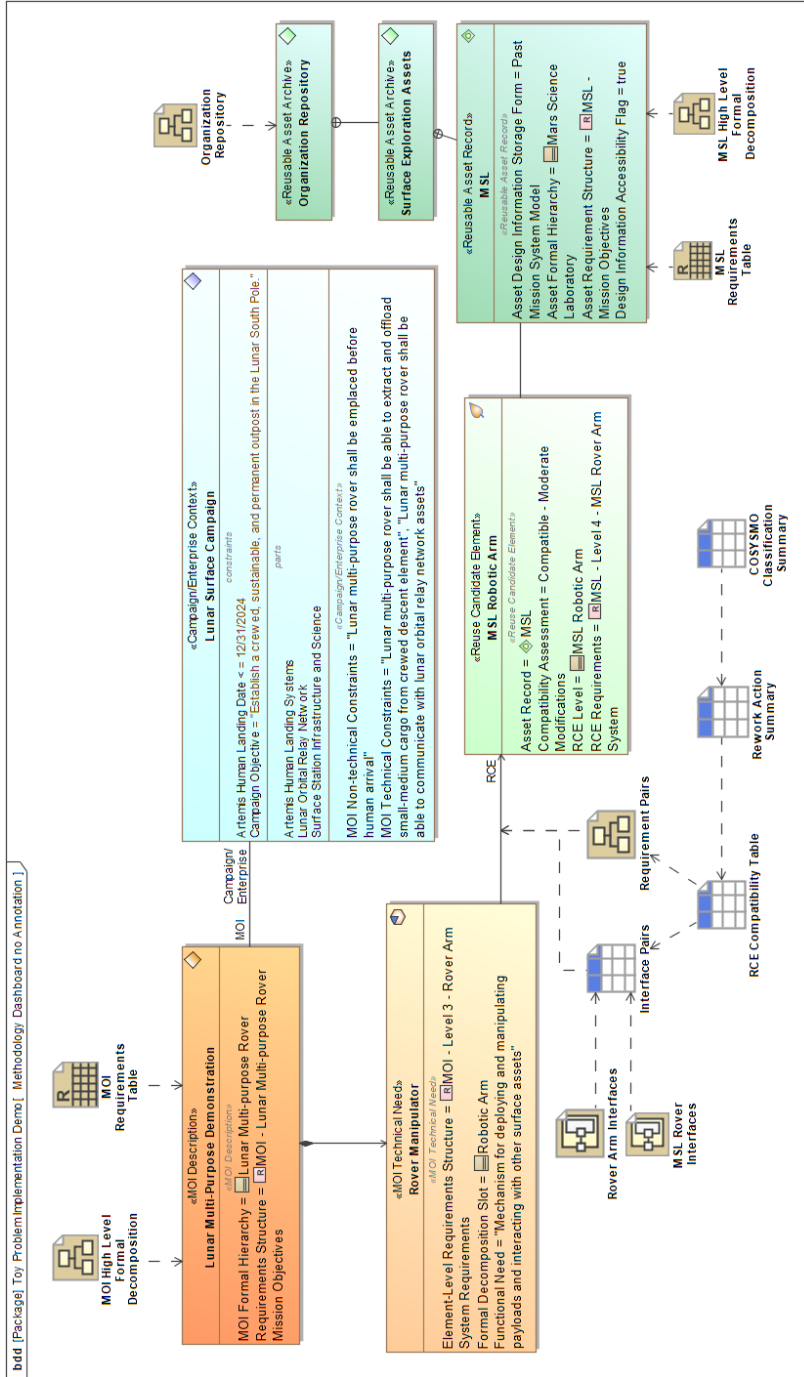 bdd [Package] Toy Problem Implementation Demo [ Methodology Dashboard no Annotation ]
MOI High Level
Formal
Decomposition
MOI
Requirements
Table
«MOI Description»
Lunar Multi-Purpose Demonstration
«MOI Description»
MOI Formal Hierarchy = Lunar Multi-purpose Rover
Requirements Structure = R MOI - Lunar Multi-purpose Rover
Mission Objectives
MOI
Campaign/
Enterprise
«Campaign/Enterprise Context»
Lunar Surface Campaign
constraints
Artemis Human Landing Date < = 12/31/2024
Campaign Objective = "Establish a crewed, sustainable, and permanent outpost in the Lunar South Pole."
parts
Artemis Human Landing Systems
Lunar Orbital Relay Network
Surface Station Infrastructure and Science
«Campaign/Enterprise Context»
MOI Non-technical Constraints = "Lunar multi-purpose rover shall be emplaced before
human arrival"
MOI Technical Constraints = "Lunar multi-purpose rover shall be able to extract and offload
small-medium cargo from crewed descent element", "Lunar multi-purpose rover shall be
able to communicate with lunar orbital relay network assets"
Organization
Repository
«Reusable Asset Archive»
Organization Repository
«Reusable Asset Archive»
Surface Exploration Assets
«Reusable Asset Record»
MSL
«Reusable Asset Record»
Asset Design Information Storage Form = Past
Mission System Model
Asset Formal Hierarchy = Mars Science
Laboratory
Asset Requirement Structure = R MSL -
Mission Objectives
Design Information Accessibility Flag = true
MSL
Requirements
Table
MSL High Level
Formal
Decomposition
«MOI Technical Need»
Rover Manipulator
«MOI Technical Need»
Element-Level Requirements Structure = R MOI - Level 3 - Rover Arm
System Requirements
Formal Decomposition Slot = Robotic Arm
Functional Need = "Mechanism for deploying and manipulating
payloads and interacting with other surface assets"
RCE
«Reuse Candidate Element»
MSL Robotic Arm
«Reuse Candidate Element»
Asset Record = MSL
Compatibility Assessment = Compatible - Moderate
Modifications
RCE Level = MSL Robotic Arm
RCE Requirements = R MSL - Level 4 - MSL Rover Arm
System
Rover Arm Interfaces
MSL Rover
Interfaces
Interface Pairs
Requirement Pairs
RCE Compatibility Table
Rework Action
Summary
COSYSMO
Classification
Summary